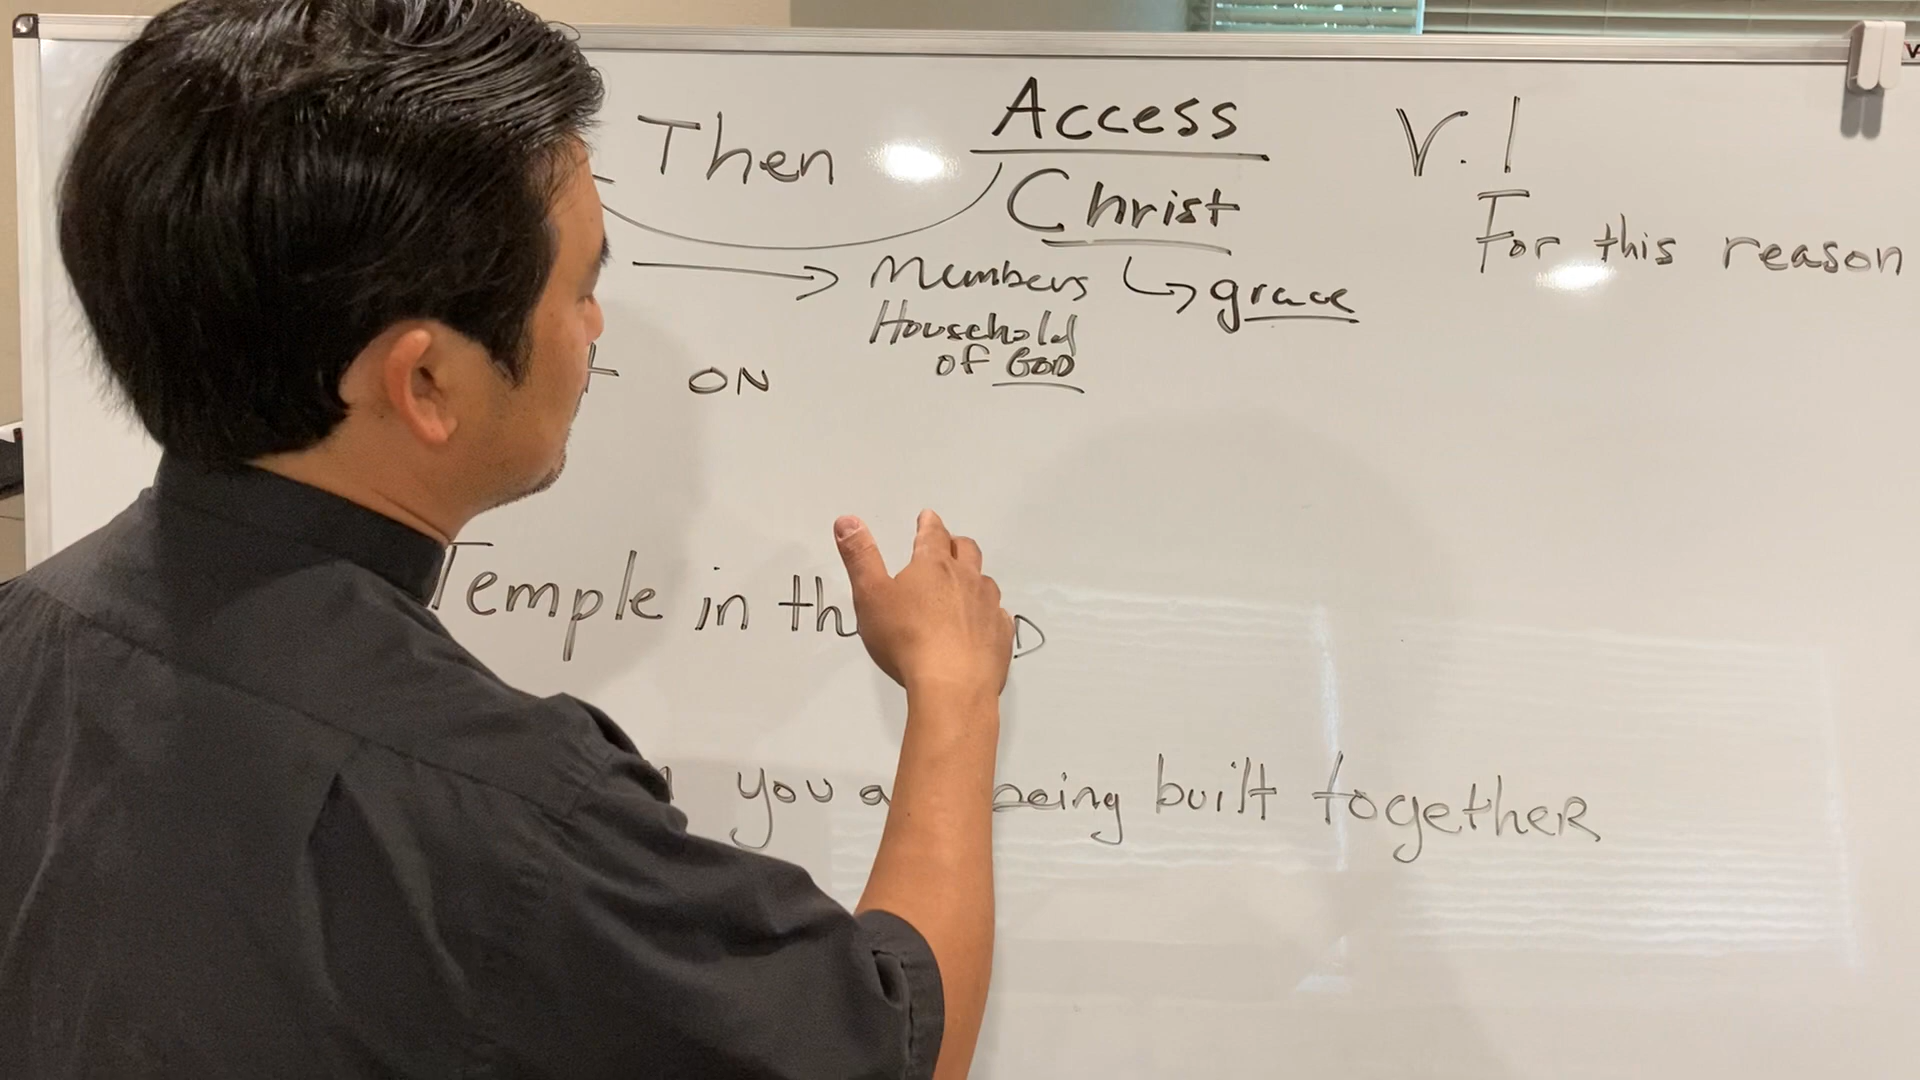 Then
Access
Christ
V. 1
For this reason
Members
grace
Household
of GOD
ON
Temple in
you being built together